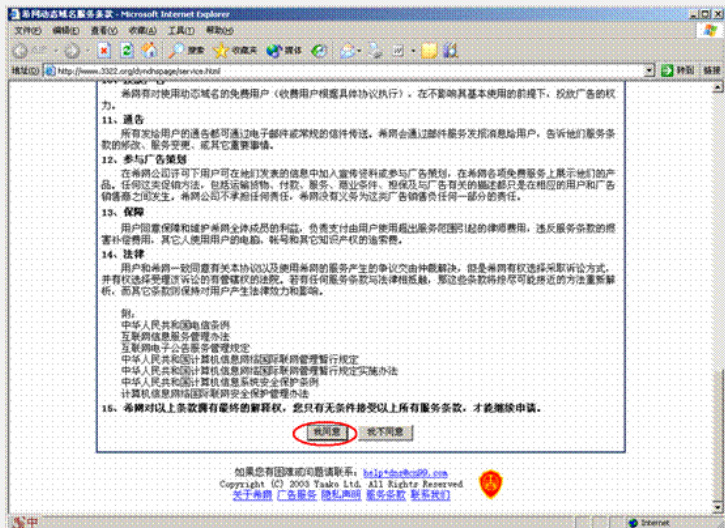 希网动态域名服务条款 - Microsoft Internet Explorer
文件(F) 编辑(E) 查看(V) 收藏(A) 工具(T) 帮助(H)
后退 搜索 收藏夹 媒体
地址(D) http://www.3322.org/dyndnspage/service.html 转到 链接
希网有对使用动态域名的免费用户（收费用户根据具体协议执行），在不影响其基本使用的前提下，投放广告的权
力。
11、通告
所有发给用户的通告都可通过电子邮件或常规的信件传送。希网会通过邮件服务发报消息给用户，告诉他们服务条
款的修改、服务变更、或其它重要事情。
12、参与广告策划
在希网公司许可下用户可在他们发表的信息中加入宣传资料或参与广告策划，在希网各项免费服务上展示他们的产
品。任何这类促销方法，包括运输货物、付款、服务、商业条件、担保及与广告有关的描述都只是在相应的用户和广告
销售商之间发生。希网公司不承担任何责任，希网没有义务为这类广告销售负任何一部分的责任。
13、保障
用户同意保障和维护希网全体成员的利益，负责支付由用户使用超出服务范围引起的律师费用，违反服务条款的损
害补偿费用，其它人使用用户的电脑、帐号和其它知识产权的追索费。
14、法律
用户和希网一致同意有关本协议以及使用希网的服务产生的争议交由仲裁解决，但是希网有权选择采取诉讼方式，
并有权选择受理该诉讼的有管辖权的法院。若有任何服务条款与法律相抵触，那这些条款将按尽可能接近的方法重新解
析，而其它条款则保持对用户产生法律效力和影响。
附：
中华人民共和国电信条例
互联网信息服务管理办法
互联网电子公告服务管理规定
中华人民共和国计算机信息网络国际联网管理暂行规定
中华人民共和国计算机信息网络国际联网管理暂行规定实施办法
中华人民共和国计算机信息系统安全保护条例
计算机信息网络国际联网安全保护管理办法
15、希网对以上条款拥有最终的解释权，您只有无条件接受以上所有服务条款，才能继续申请。
我同意 我不同意
如果您有困难或问题请联系：help+dns@cn99.com
Copyright (C) 2003 Yaako Ltd. All Rights Reserved
关于希网 广告服务 隐私声明 服务条款 联系我们
中 Internet